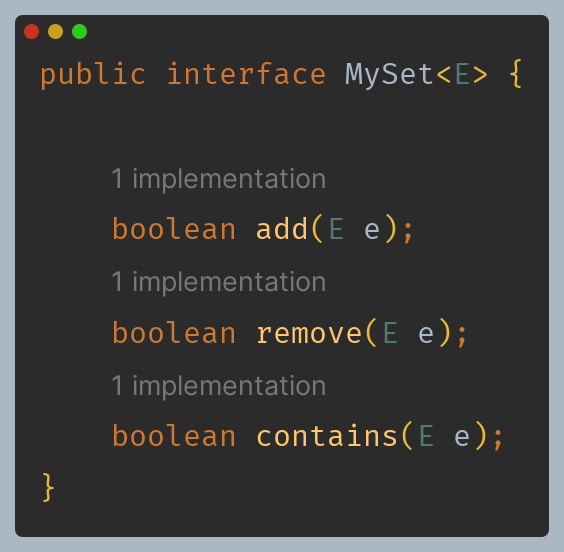 public interface MySet<E> {
1 implementation
boolean add(E e);
1 implementation
boolean remove(E e);
1 implementation
boolean contains(E e);
}